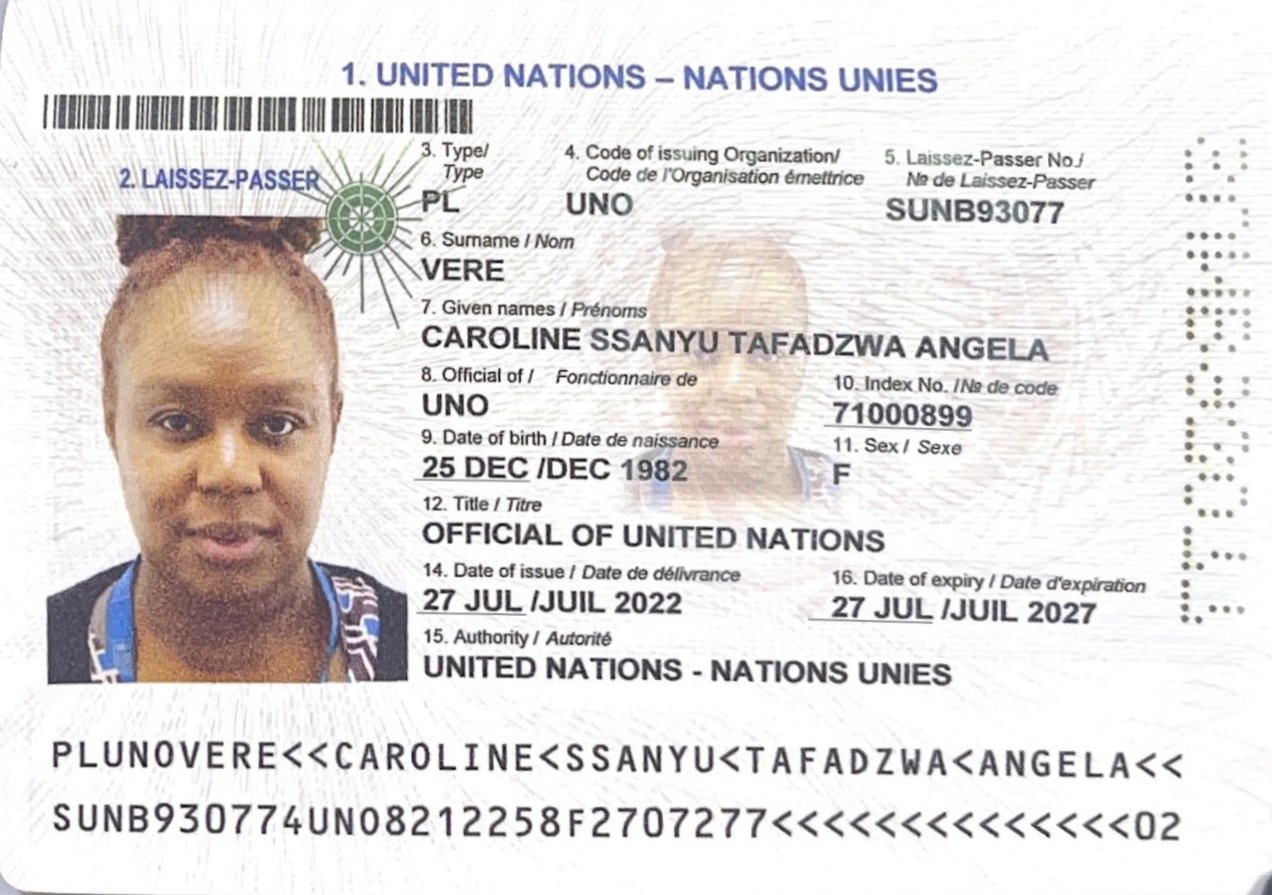 1. UNITED NATIONS – NATIONS UNIES
2. LAISSEZ-PASSER
3. Type/ Type
PL
4. Code of issuing Organization/
Code de l'Organisation émettrice
UNO
5. Laissez-Passer No./
№ de Laissez-Passer
SUNB93077
6. Surname / Nom
VERE
7. Given names / Prénoms
CAROLINE SSANYU TAFADZWA ANGELA
8. Official of / Fonctionnaire de
UNO
10. Index No. /№ de code
71000899
9. Date of birth / Date de naissance
25 DEC /DEC 1982
11. Sex / Sexe
F
12. Title / Titre
OFFICIAL OF UNITED NATIONS
14. Date of issue / Date de délivrance
27 JUL /JUIL 2022
16. Date of expiry / Date d'expiration
27 JUL /JUIL 2027
15. Authority / Autorité
UNITED NATIONS - NATIONS UNIES
PLUNOVERE<<CAROLINE<SSANYU<TAFADZWA<ANGELA<<
SUNB930774UNO8212258F2707277<<<<<<<<<<<<<<02